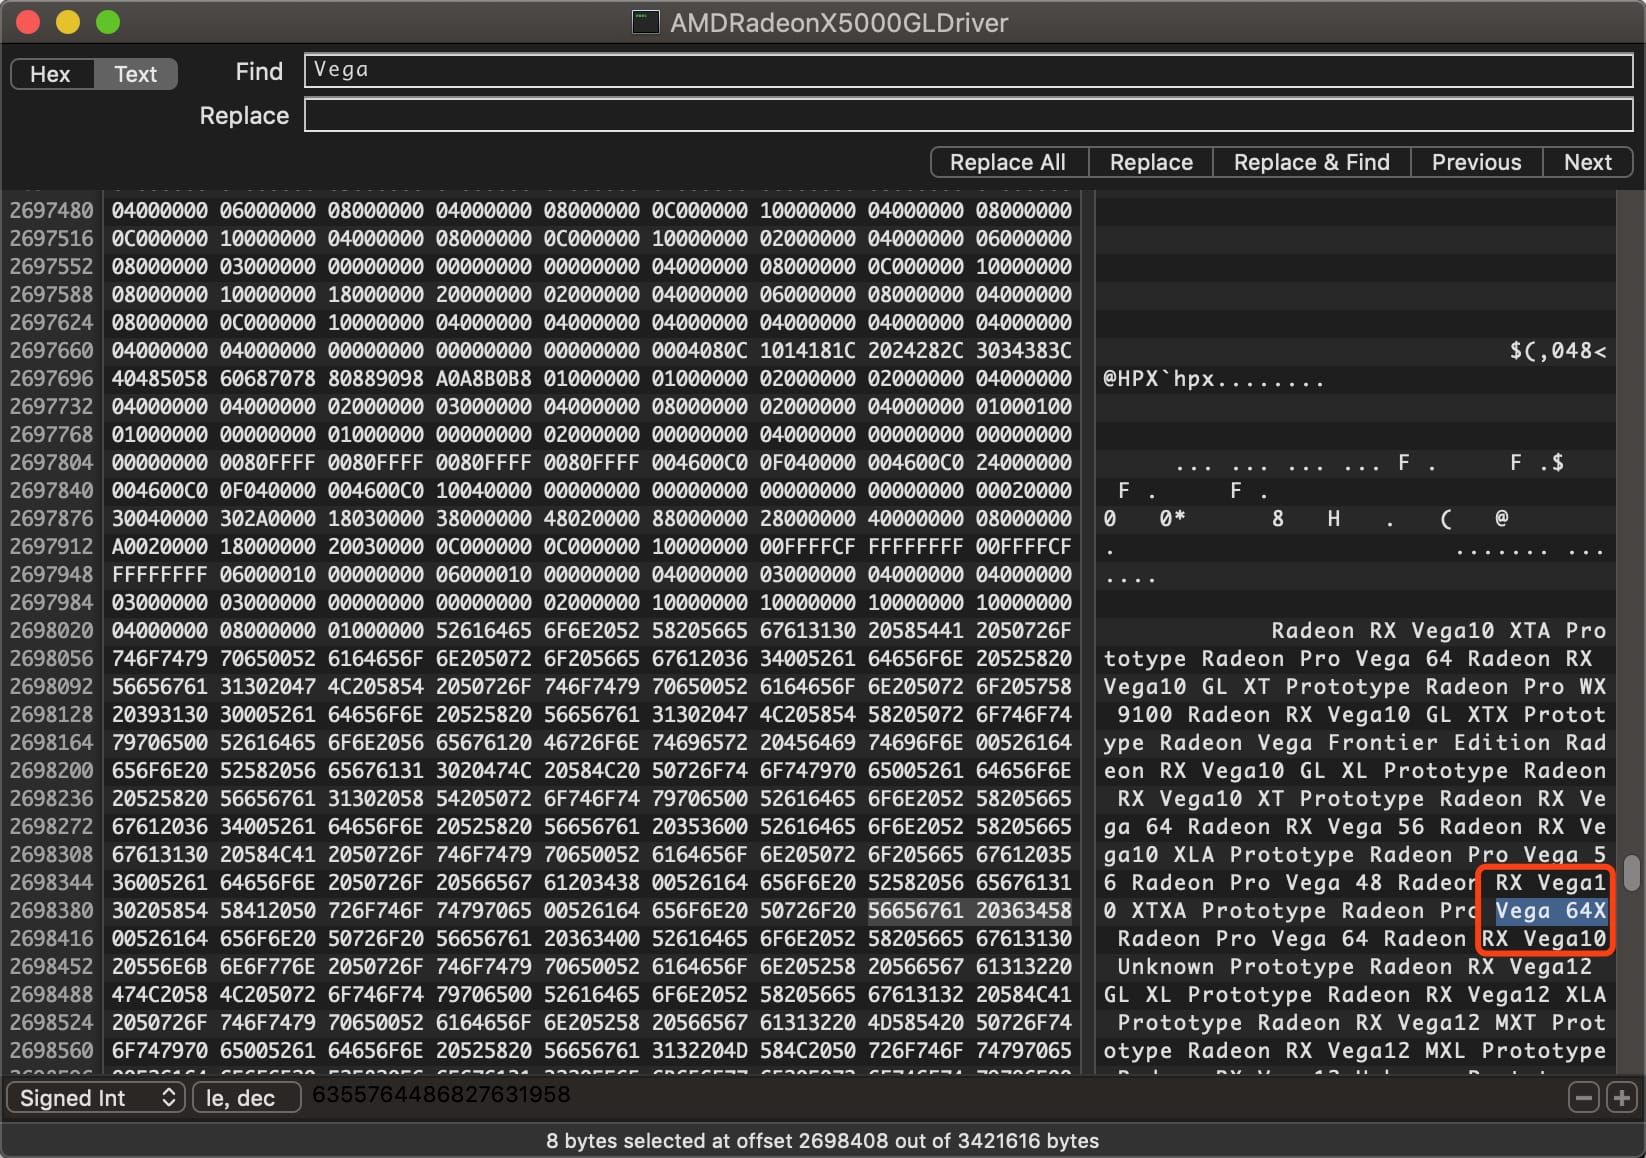 AMDRadeonX5000GLDriver
Hex Text Find Vega
Replace
Replace All Replace Replace & Find Previous Next
2697480 04000000 06000000 08000000 04000000 08000000 0C000000 10000000 04000000 08000000
2697516 0C000000 10000000 04000000 08000000 0C000000 10000000 02000000 04000000 06000000
2697552 08000000 03000000 00000000 00000000 00000000 04000000 08000000 0C000000 10000000
2697588 08000000 10000000 18000000 20000000 02000000 04000000 06000000 08000000 04000000
2697624 08000000 0C000000 10000000 04000000 04000000 04000000 04000000 04000000 04000000
2697660 04000000 04000000 00000000 00000000 00000000 0004080C 1014181C 2024282C 3034383C $(,048<
2697696 40485058 60687078 80889098 A0A8B0B8 01000000 01000000 02000000 02000000 04000000 @HPX`hpx........
2697732 04000000 04000000 02000000 03000000 04000000 08000000 02000000 04000000 01000100
2697768 01000000 00000000 01000000 00000000 02000000 00000000 04000000 00000000 00000000
2697804 00000000 0080FFFF 0080FFFF 0080FFFF 0080FFFF 004600C0 0F040000 004600C0 24000000 ... ... ... ... F . F .$
2697840 004600C0 0F040000 004600C0 10040000 00000000 00000000 00000000 00000000 00020000 F . F .
2697876 30040000 302A0000 18030000 38000000 48020000 88000000 28000000 40000000 08000000 0 0* 8 H . ( @
2697912 A0020000 18000000 20030000 0C000000 0C000000 10000000 00FFFFCF FFFFFFFF 00FFFFCF . ....... ...
2697948 FFFFFFFF 06000010 00000000 06000010 00000000 04000000 03000000 04000000 04000000 ....
2697984 03000000 03000000 00000000 00000000 02000000 10000000 10000000 10000000 10000000
2698020 04000000 08000000 01000000 52616465 6F6E2052 58205665 67613130 20585441 2050726F Radeon RX Vega10 XTA Pro
2698056 746F7479 70650052 6164656F 6E205072 6F205665 67612036 34005261 64656F6E 20525820 totype Radeon Pro Vega 64 Radeon RX
2698092 56656761 31302047 4C205854 2050726F 746F7479 70650052 6164656F 6E205072 6F205758 Vega10 GL XT Prototype Radeon Pro WX
2698128 20393130 30005261 64656F6E 20525820 56656761 31302047 4C205854 58205072 6F746F74 9100 Radeon RX Vega10 GL XTX Protot
2698164 79706500 52616465 6F6E2056 65676120 46726F6E 74696572 20456469 74696F6E 00526164 ype Radeon Vega Frontier Edition Rad
2698200 656F6E20 52582056 65676131 3020474C 20584C20 50726F74 6F747970 65005261 64656F6E eon RX Vega10 GL XL Prototype Radeon
2698236 20525820 56656761 31302058 54205072 6F746F74 79706500 52616465 6F6E2052 58205665 RX Vega10 XT Prototype Radeon RX Ve
2698272 67612036 34005261 64656F6E 20525820 56656761 20353600 52616465 6F6E2052 58205665 ga 64 Radeon RX Vega 56 Radeon RX Ve
2698308 67613130 20584C41 2050726F 746F7479 70650052 6164656F 6E205072 6F205665 67612035 ga10 XLA Prototype Radeon Pro Vega 5
2698344 36005261 64656F6E 2050726F 20566567 61203438 00526164 656F6E20 52582056 65676131 6 Radeon Pro Vega 48 Radeon RX Vega1
2698380 30205854 58412050 726F746F 74797065 00526164 656F6E20 50726F20 56656761 20363458 0 XTXA Prototype Radeon Pro Vega 64X
2698416 00526164 656F6E20 50726F20 56656761 20363400 52616465 6F6E2052 58205665 67613130 Radeon Pro Vega 64 Radeon RX Vega10
2698452 20556E6B 6E6F776E 2050726F 746F7479 70650052 6164656F 6E205258 20566567 61313220 Unknown Prototype Radeon RX Vega12
2698488 474C2058 4C205072 6F746F74 79706500 52616465 6F6E2052 58205665 67613132 20584C41 GL XL Prototype Radeon RX Vega12 XLA
2698524 2050726F 746F7479 70650052 6164656F 6E205258 20566567 61313220 4D585420 50726F74 Prototype Radeon RX Vega12 MXT Prot
2698560 6F747970 65005261 64656F6E 20525820 56656761 3132204D 584C2050 726F746F 74797065 otype Radeon RX Vega12 MXL Prototype
Signed Int le, dec 6355764486827631958
8 bytes selected at offset 2698408 out of 3421616 bytes